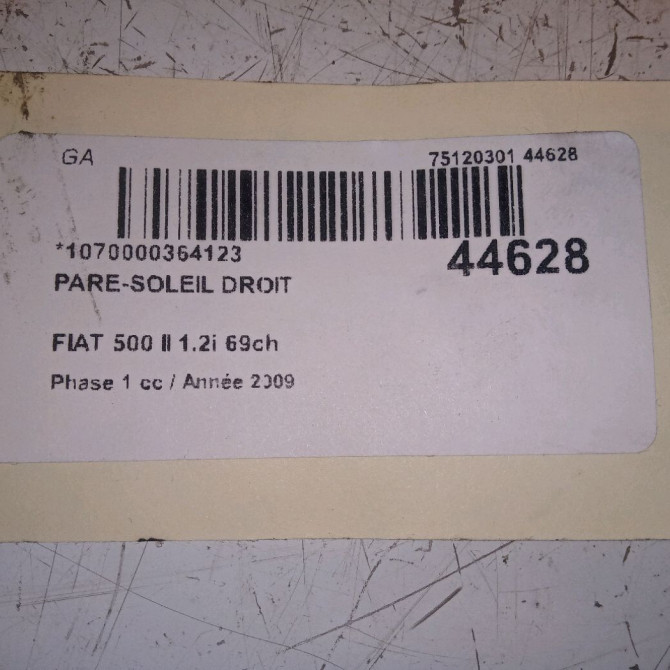 GA 75120301 44628
*1070000364123 44628
PARE-SOLEIL DROIT
FIAT 500 II 1.2i 69ch
Phase 1 cc / Année 2009